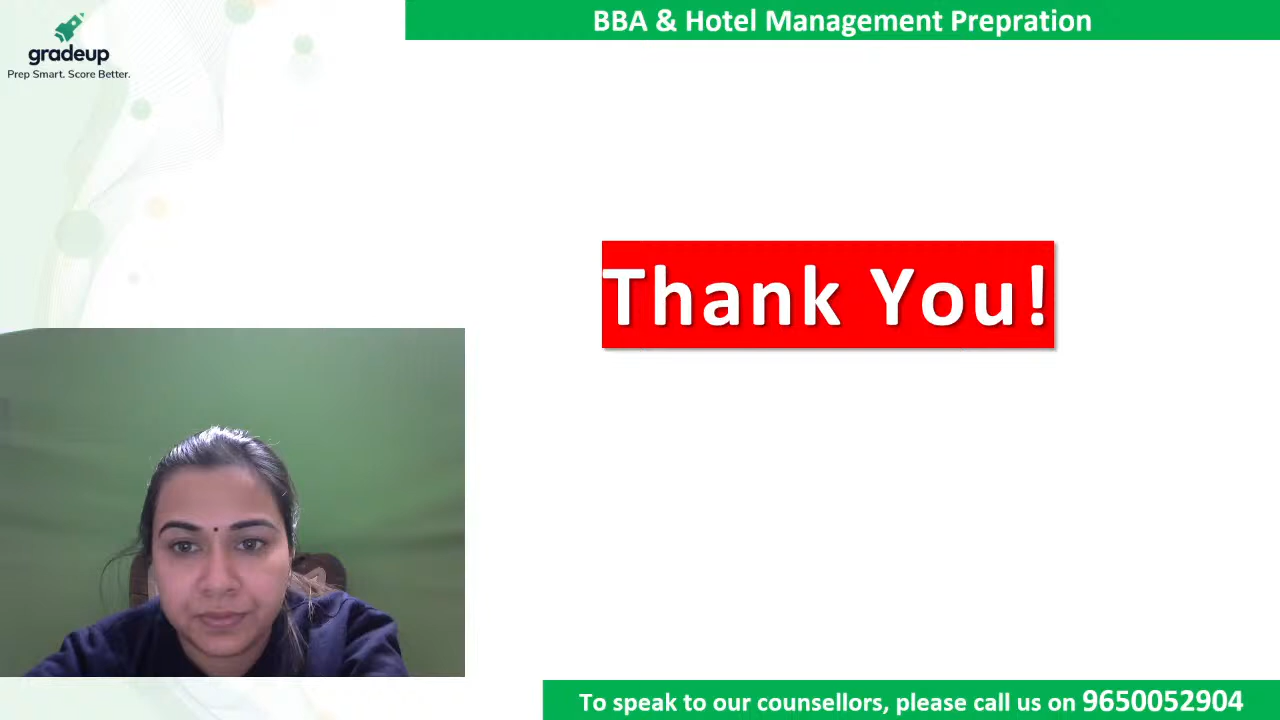 gradeup
Prep Smart. Score Better.
BBA & Hotel Management Prepration
Thank You!
To speak to our counsellors, please call us on 9650052904